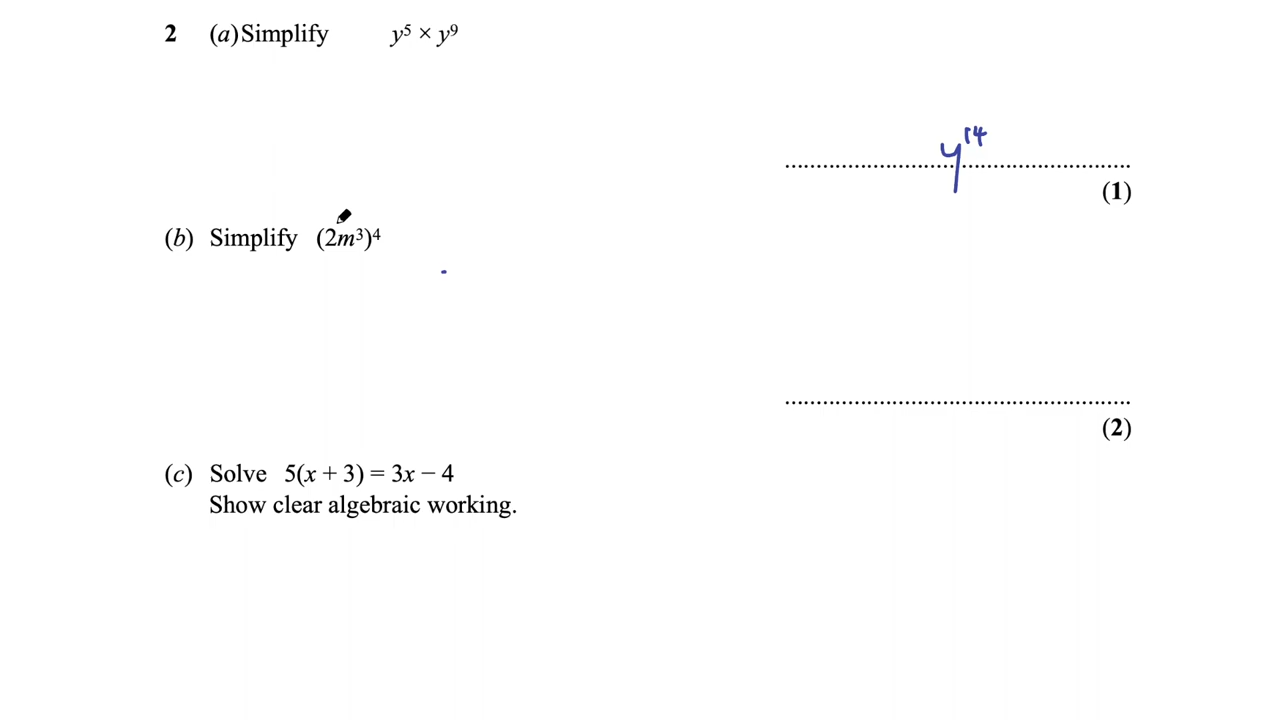 2 (a)Simplify y⁵ × y⁹
y¹⁴
..........................................................
(1)
(b) Simplify (2m³)⁴
..........................................................
(2)
(c) Solve 5(x + 3) = 3x − 4
Show clear algebraic working.